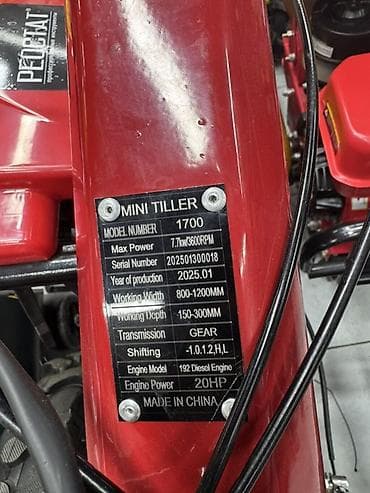 РЕЗУЛЬТАТ
MINI TILLER
MODEL NUMBER 1700
Max Power 7.7kw/3600RPM
Serial Number 202501300018
Year of production 2025.01
Working Width 800-1200MM
Working Depth 150-300MM
Transmission GEAR
Shifting -1.0.1.2,H,L
Engine Model 192 Diesel Engine
Engine Power 20HP
MADE IN CHINA